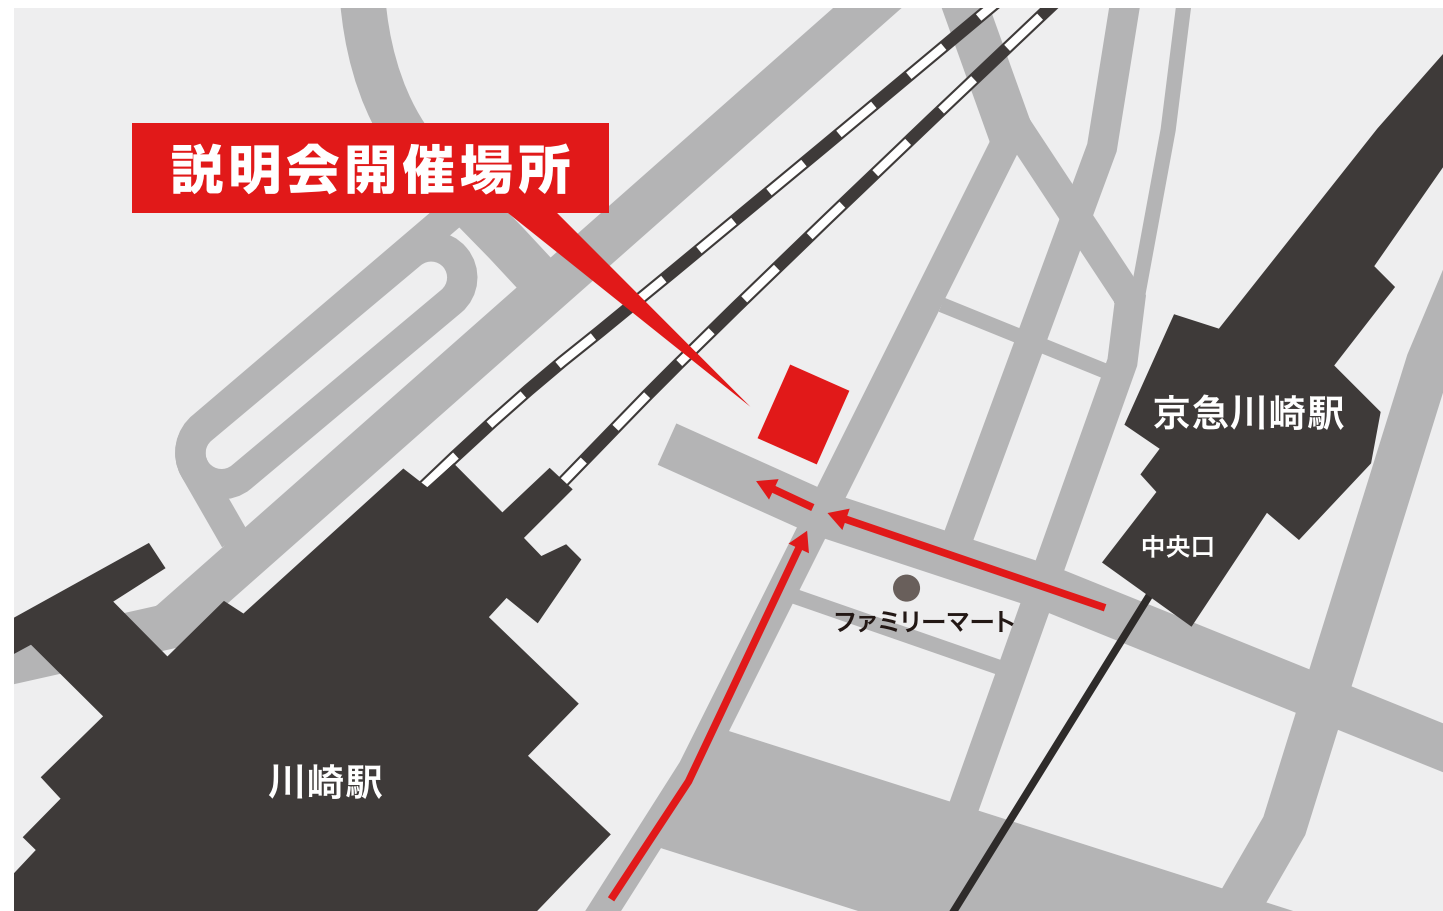 説明会開催場所
京急川崎駅
中央口
ファミリーマート
川崎駅